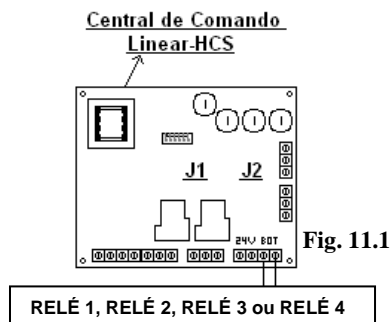 Central de Comando
Linear-HCS
J1 J2
24V BOT
Fig. 11.1
RELÉ 1, RELÉ 2, RELÉ 3 ou RELÉ 4